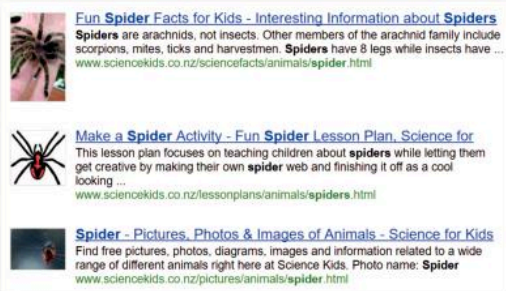 Fun Spider Facts for Kids - Interesting Information about Spiders
Spiders are arachnids, not insects. Other members of the arachnid family include
scorpions, mites, ticks and harvestmen. Spiders have 8 legs while insects have ...
www.sciencekids.co.nz/sciencefacts/animals/spider.html
Make a Spider Activity - Fun Spider Lesson Plan, Science for
This lesson plan focuses on teaching children about spiders while letting them
get creative by making their own spider web and finishing it off as a cool
looking ...
www.sciencekids.co.nz/lessonplans/animals/spiders.html
Spider - Pictures, Photos & Images of Animals - Science for Kids
Find free pictures, photos, diagrams, images and information related to a wide
range of different animals right here at Science Kids. Photo name: Spider
www.sciencekids.co.nz/pictures/animals/spider.html